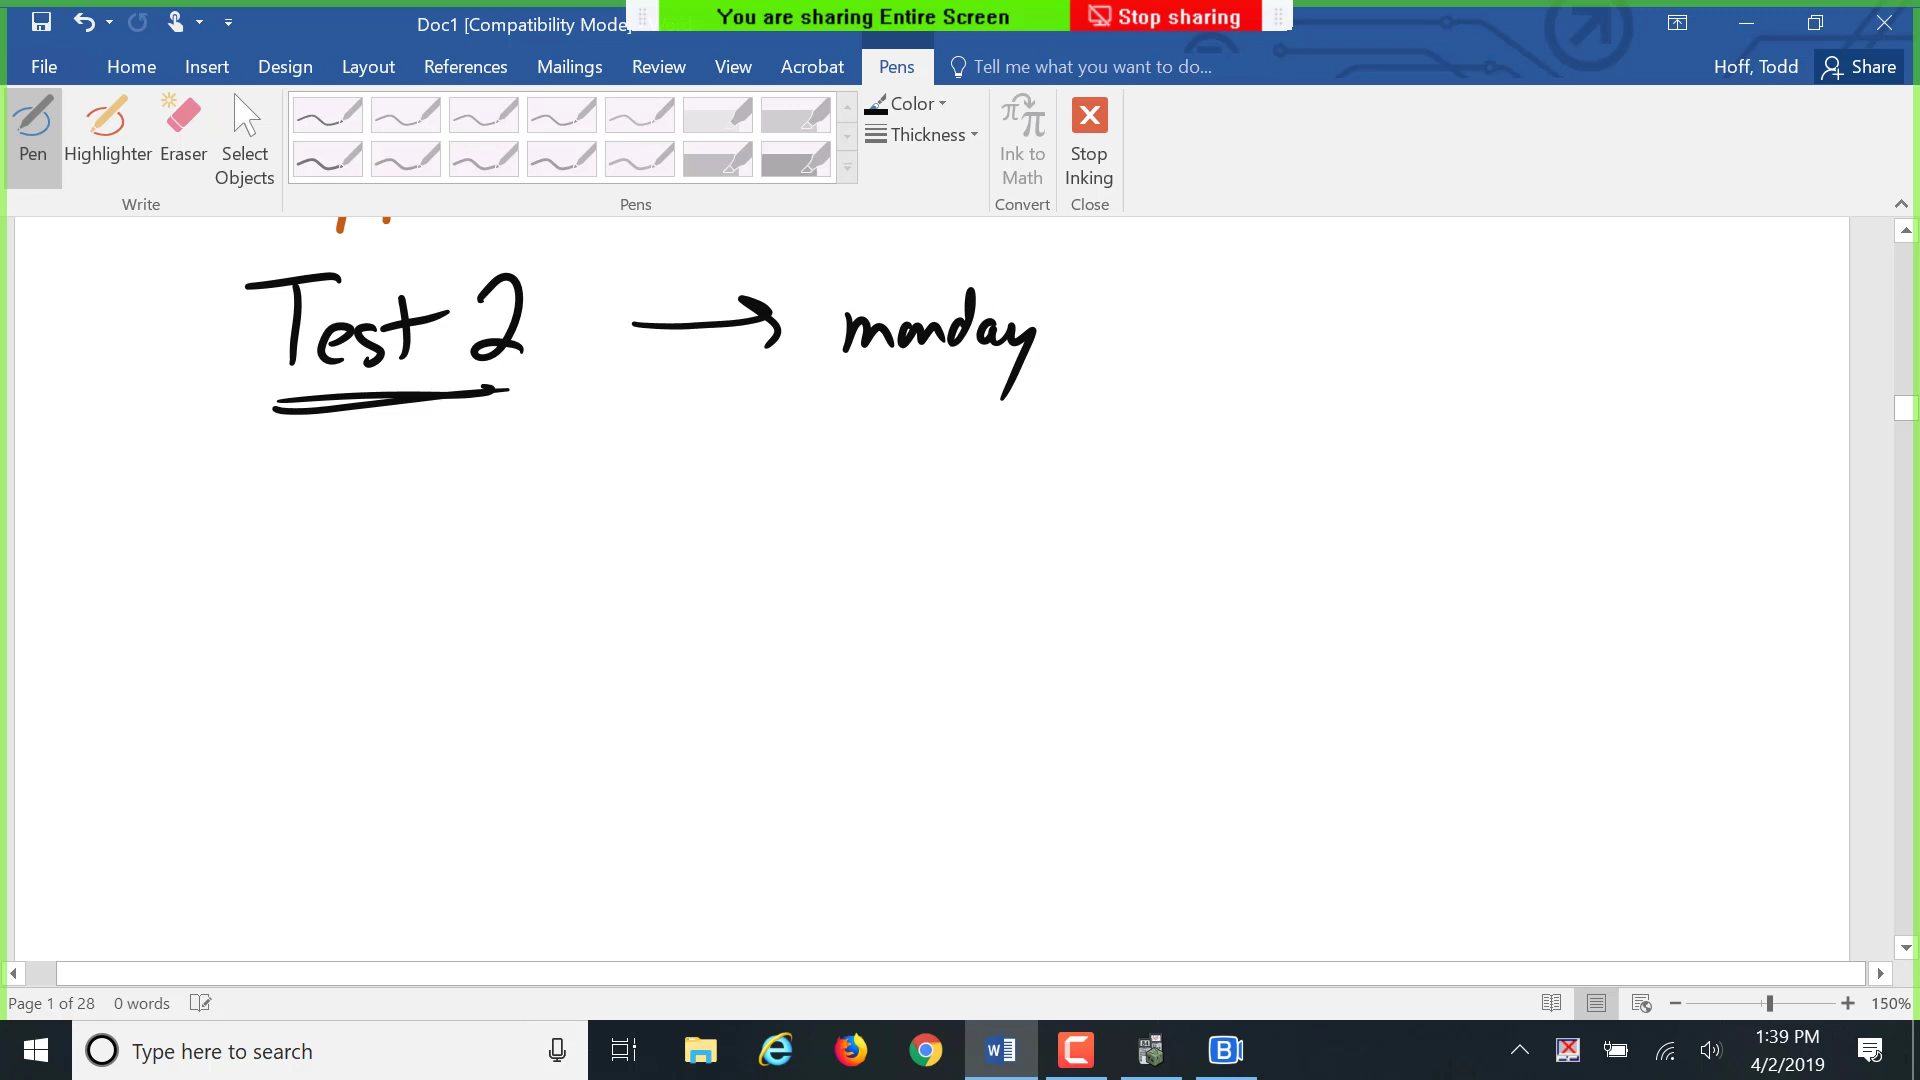 Doc1 [Compatibility Mode]
You are sharing Entire Screen
Stop sharing
File Home Insert Design Layout References Mailings Review View Acrobat Pens Tell me what you want to do... Hoff, Todd Share
Pen Highlighter Eraser Select Objects
Color
Thickness
Ink to Math
Stop Inking
Write Pens Convert Close
Test 2 → monday
Page 1 of 28 0 words 150%
Type here to search
1:39 PM
4/2/2019